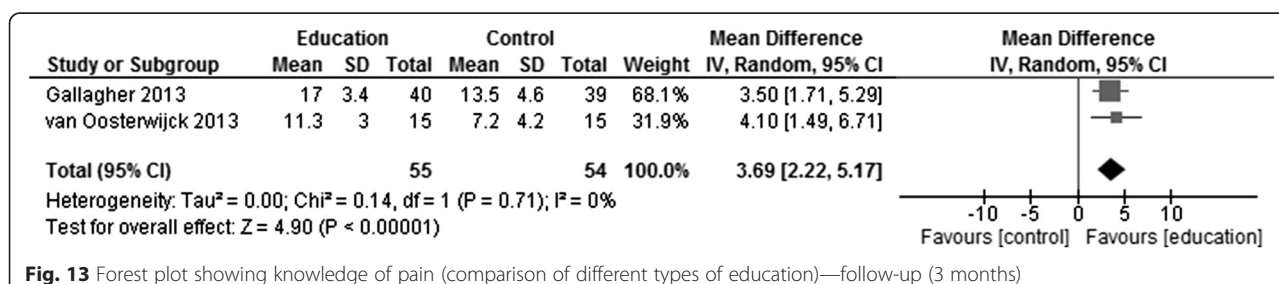 Education Control Mean Difference Mean Difference
Study or Subgroup Mean SD Total Mean SD Total Weight IV, Random, 95% CI IV, Random, 95% CI
Gallagher 2013 17 3.4 40 13.5 4.6 39 68.1% 3.50 [1.71, 5.29]
van Oosterwijck 2013 11.3 3 15 7.2 4.2 15 31.9% 4.10 [1.49, 6.71]
Total (95% CI) 55 54 100.0% 3.69 [2.22, 5.17]
Heterogeneity: Tau² = 0.00; Chi² = 0.14, df = 1 (P = 0.71); I² = 0%
Test for overall effect: Z = 4.90 (P < 0.00001)
-10 -5 0 5 10
Favours [control] Favours [education]
Fig. 13 Forest plot showing knowledge of pain (comparison of different types of education)—follow-up (3 months)